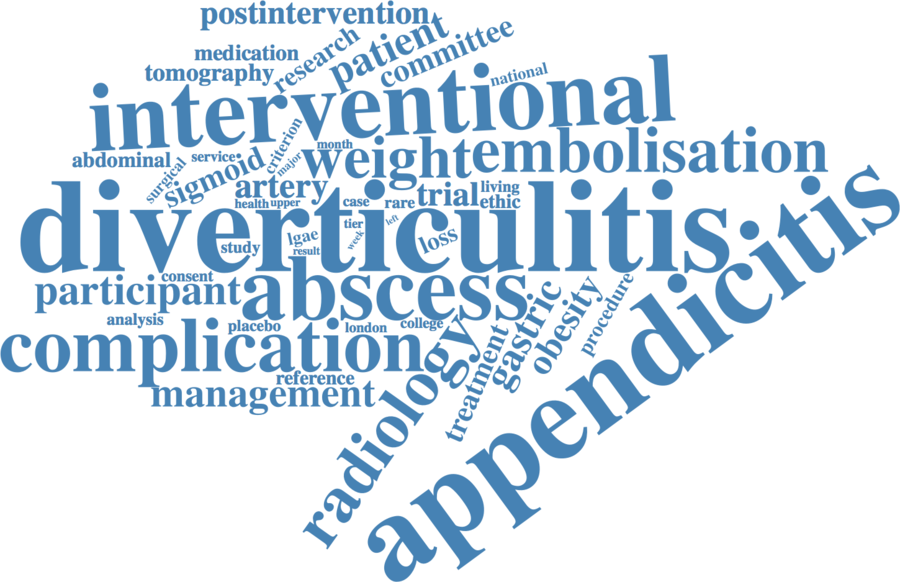 postintervention
medication
research
patient
committee
tomography
national
interventional
criterion
month
major
abdominal
services
surgical
sigmoid
weight
embolisation
artery
trial
living
ethic
health
upper
case
rare
diverticulitis
tier
left
week
study
lgae
result
loss
appendicitis
consent
participant
abscess
gastric
obesity
procedure
analysis
placebo
london
college
complication
radiology
treatment
reference
management